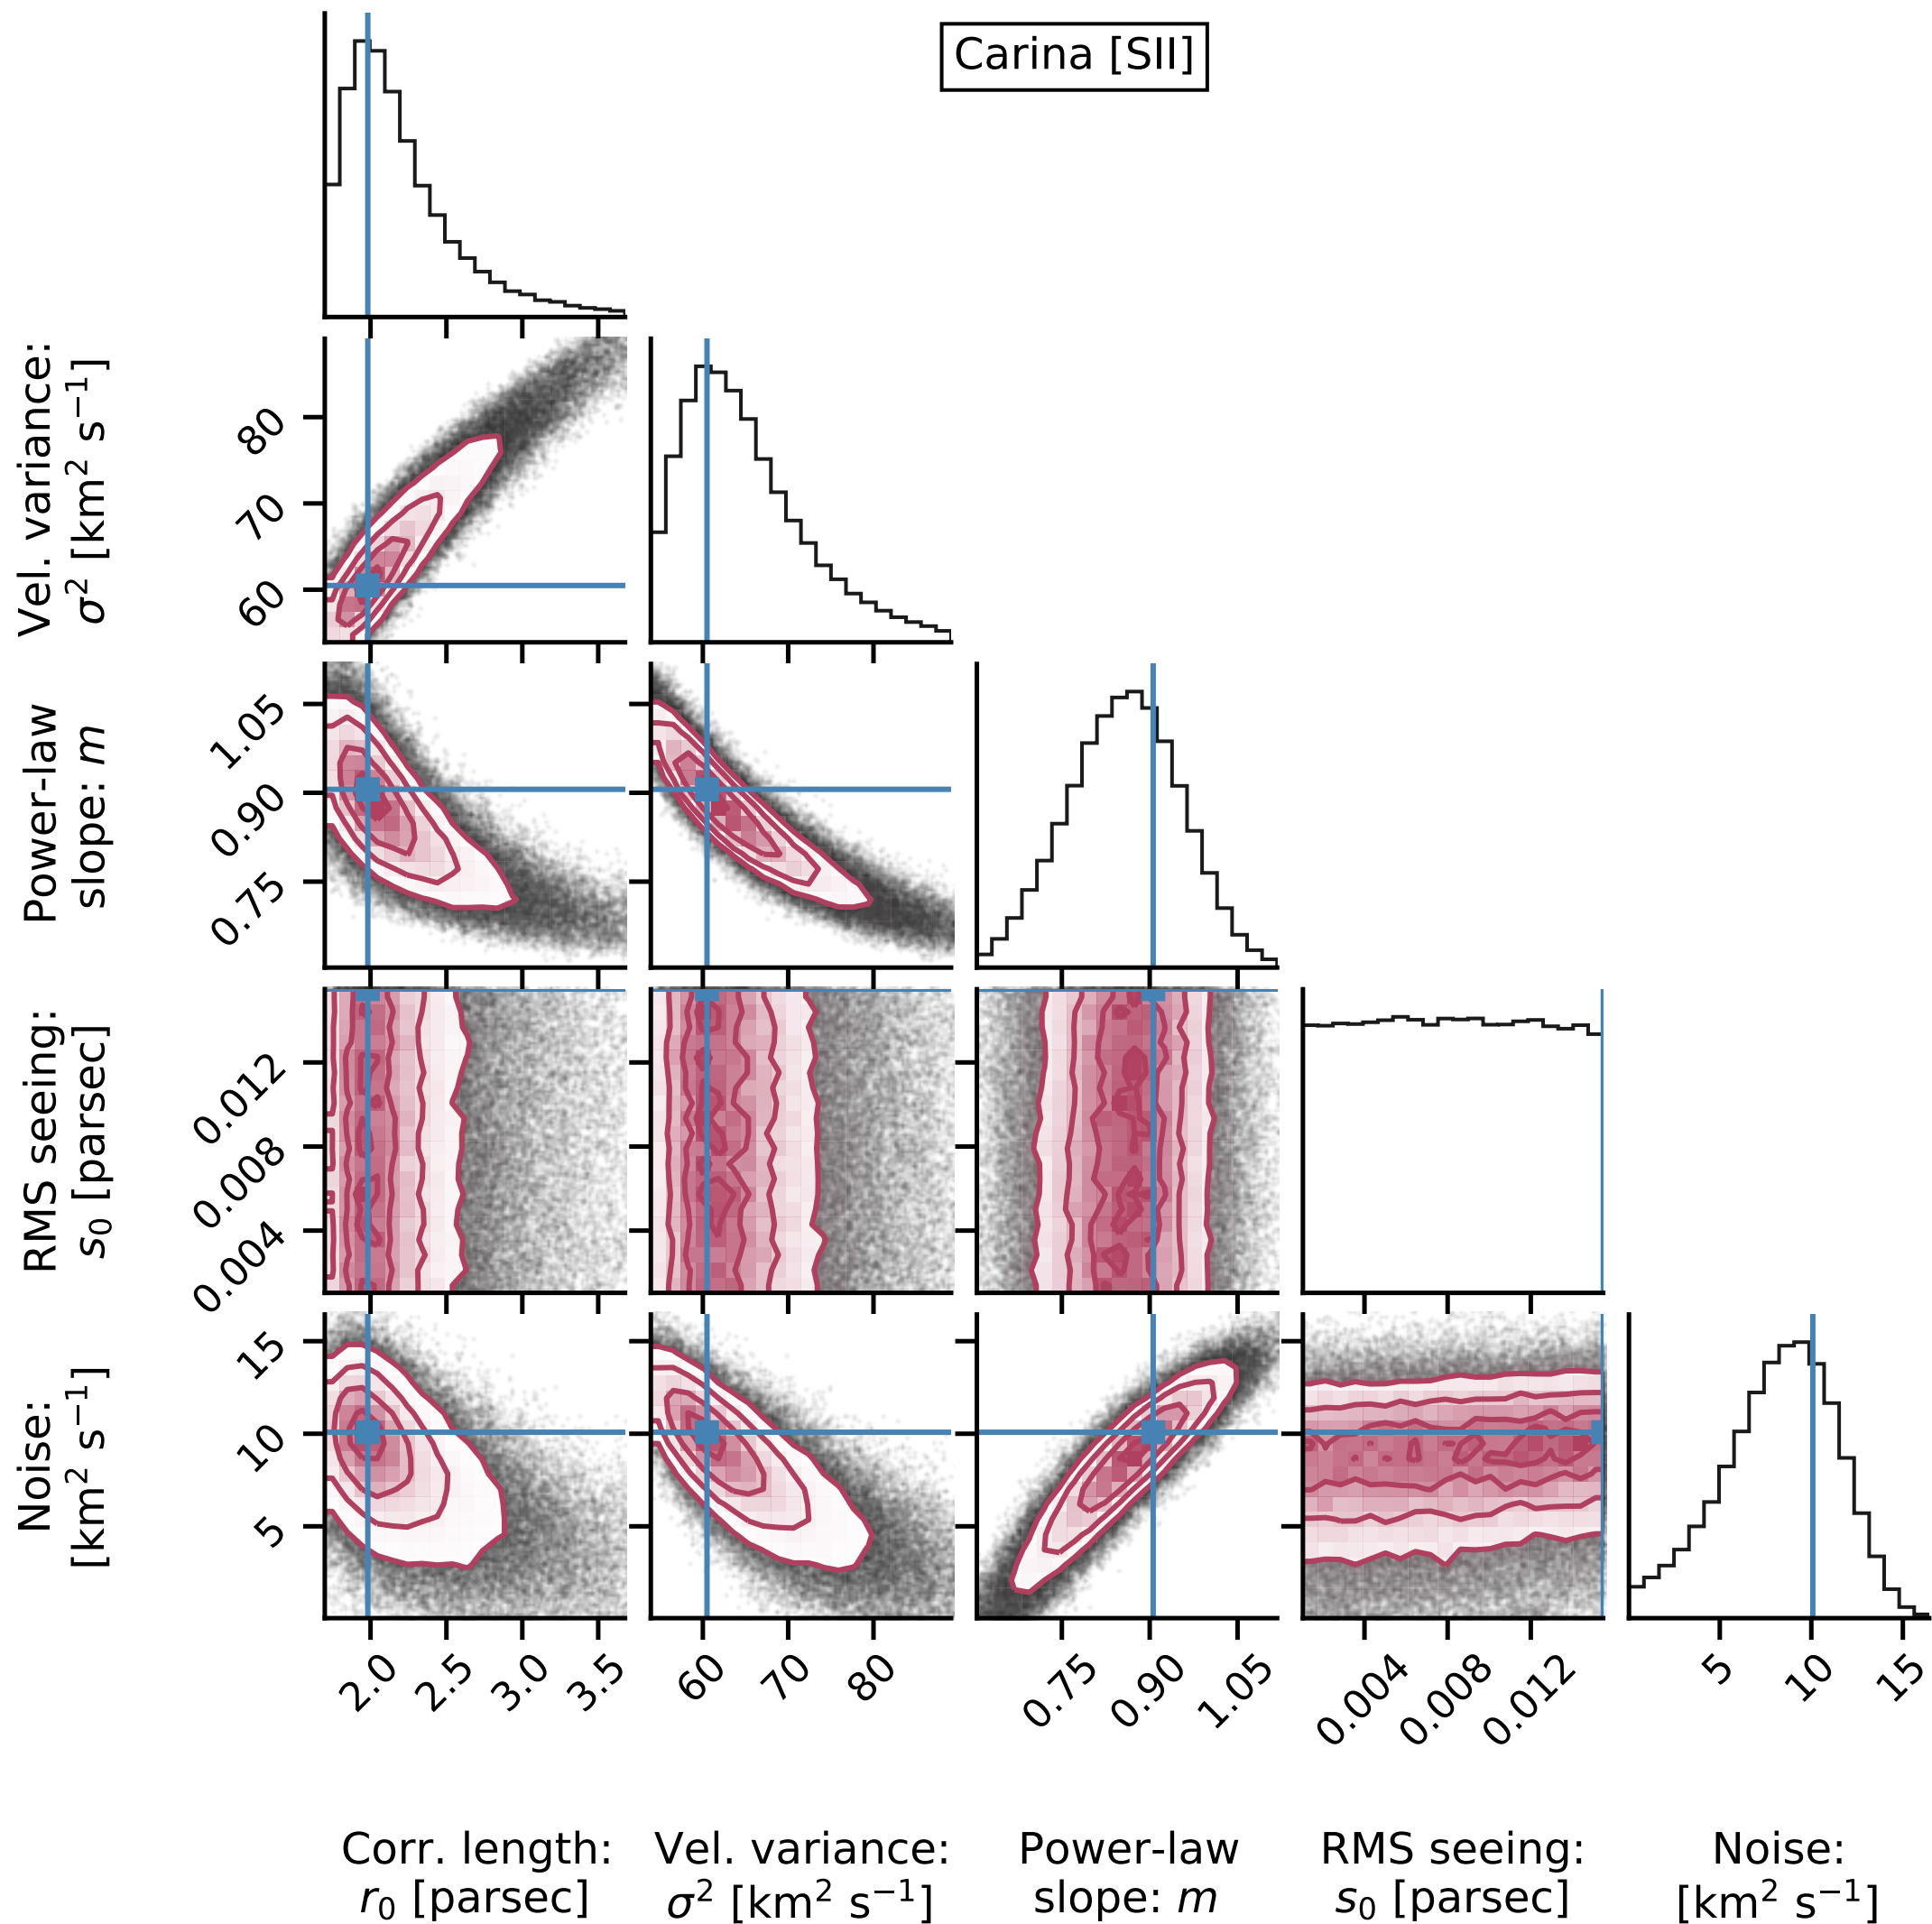 Carina [SII]
Vel. variance:
σ² [km² s⁻¹]
80
70
60
Power-law
slope: m
1.05
0.90
0.75
RMS seeing:
s₀ [parsec]
0.012
0.008
0.004
Noise:
[km² s⁻¹]
15
10
5
2.0 2.5 3.0 3.5 60 70 80 0.75 0.90 1.05 0.004 0.008 0.012 5 10 15
Corr. length: Vel. variance: Power-law RMS seeing: Noise:
r₀ [parsec] σ² [km² s⁻¹] slope: m s₀ [parsec] [km² s⁻¹]